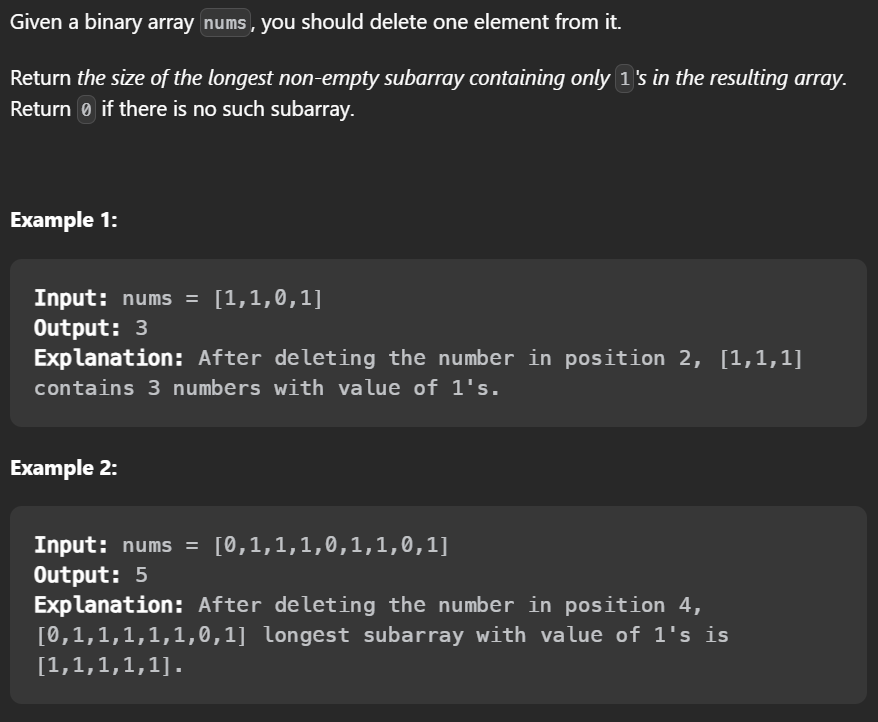 Given a binary array nums, you should delete one element from it.
Return the size of the longest non-empty subarray containing only 1's in the resulting array.
Return 0 if there is no such subarray.
Example 1:
Input: nums = [1,1,0,1]
Output: 3
Explanation: After deleting the number in position 2, [1,1,1]
contains 3 numbers with value of 1's.
Example 2:
Input: nums = [0,1,1,1,0,1,1,0,1]
Output: 5
Explanation: After deleting the number in position 4,
[0,1,1,1,1,1,0,1] longest subarray with value of 1's is
[1,1,1,1,1].